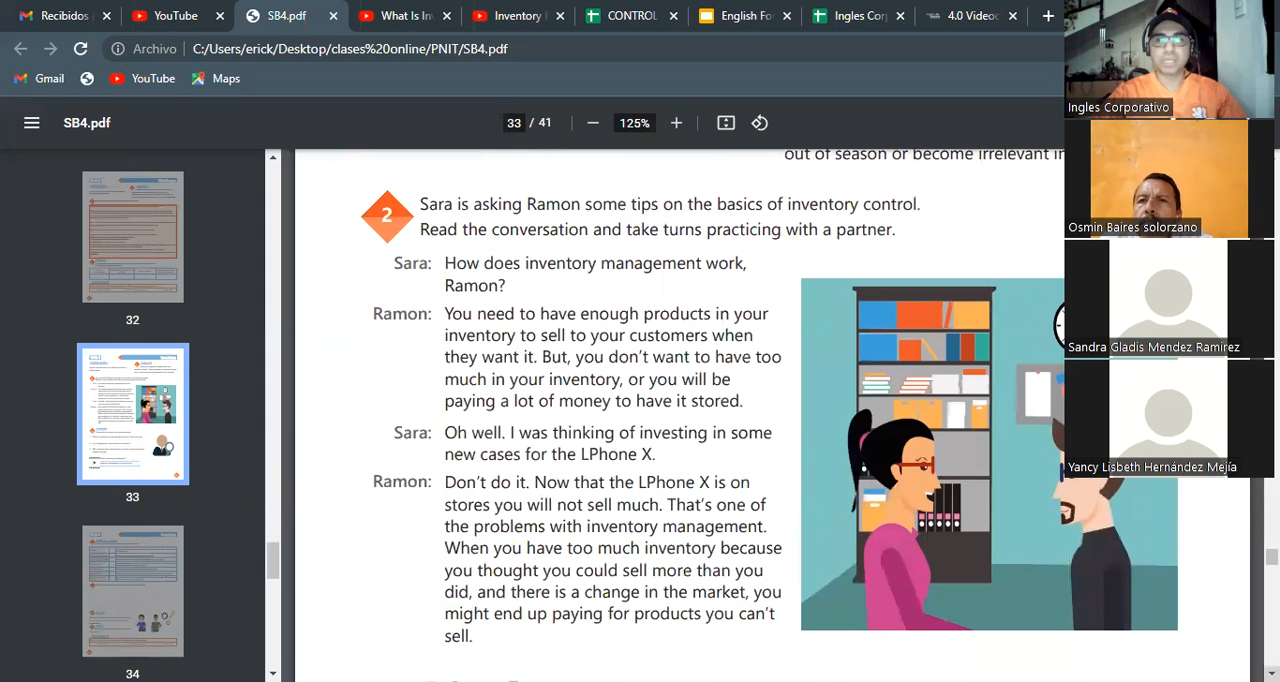 Recibidos
YouTube
SB4.pdf
What Is In
Inventory
CONTROL
English Fo
Ingles Cor
4.0 Video
Archivo
C:/Users/erick/Desktop/clases%20online/PNIT/SB4.pdf
Gmail
YouTube
Maps
SB4.pdf
33 / 41
125%
out of season or become irrelevant in
2
Sara is asking Ramon some tips on the basics of inventory control.
Read the conversation and take turns practicing with a partner.
Sara: How does inventory management work,
Ramon?
Ramon: You need to have enough products in your
inventory to sell to your customers when
they want it. But, you don't want to have too
much in your inventory, or you will be
paying a lot of money to have it stored.
Sara: Oh well. I was thinking of investing in some
new cases for the LPhone X.
Ramon: Don't do it. Now that the LPhone X is on
stores you will not sell much. That's one of
the problems with inventory management.
When you have too much inventory because
you thought you could sell more than you
did, and there is a change in the market, you
might end up paying for products you can't
sell.
32
33
34
Ingles Corporativo
Osmin Baires solorzano
Sandra Gladis Mendez Ramirez
Yancy Lisbeth Hernández Mejía